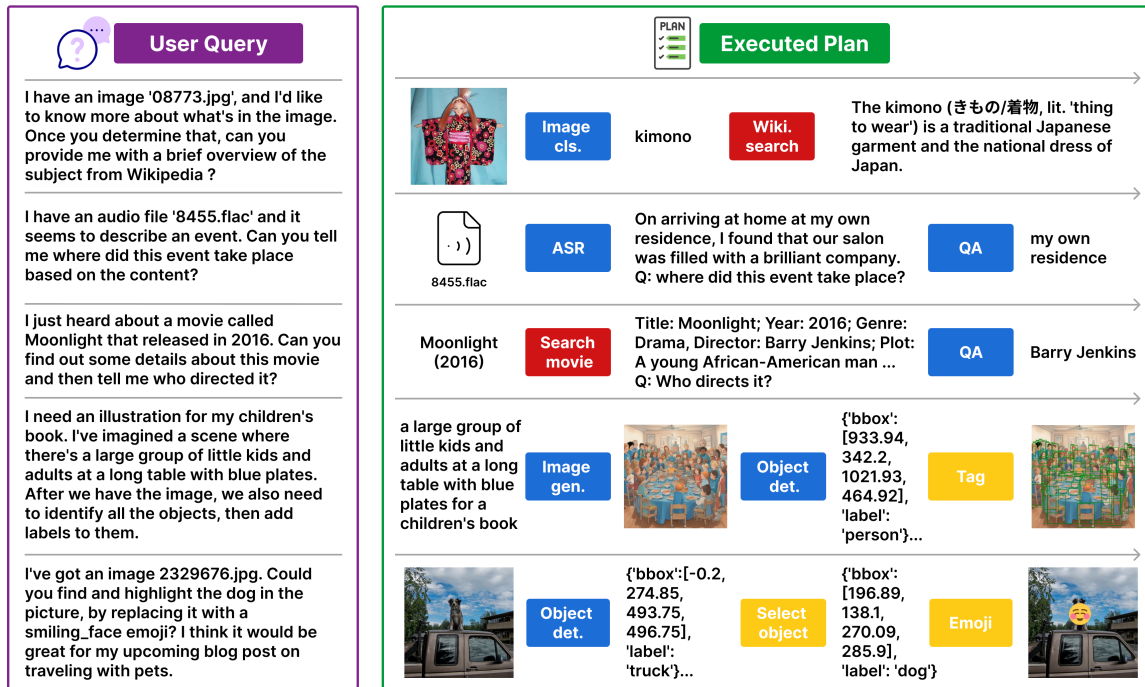 User Query
PLAN
Executed Plan
I have an image '08773.jpg', and I'd like
to know more about what's in the image.
Once you determine that, can you
provide me with a brief overview of the
subject from Wikipedia ?
Image
cls.
kimono
Wiki.
search
The kimono (きもの/着物, lit. 'thing
to wear') is a traditional Japanese
garment and the national dress of
Japan.
I have an audio file '8455.flac' and it
seems to describe an event. Can you tell
me where did this event take place
based on the content?
8455.flac
ASR
On arriving at home at my own
residence, I found that our salon
was filled with a brilliant company.
Q: where did this event take place?
QA
my own
residence
I just heard about a movie called
Moonlight that released in 2016. Can you
find out some details about this movie
and then tell me who directed it?
Moonlight
(2016)
Search
movie
Title: Moonlight; Year: 2016; Genre:
Drama, Director: Barry Jenkins; Plot:
A young African-American man ...
Q: Who directs it?
QA
Barry Jenkins
I need an illustration for my children's
book. I've imagined a scene where
there's a large group of little kids and
adults at a long table with blue plates.
After we have the image, we also need
to identify all the objects, then add
labels to them.
a large group of
little kids and
adults at a long
table with blue
plates for a
children's book
Image
gen.
Object
det.
{'bbox':
[933.94,
342.2,
1021.93,
464.92],
'label':
'person'}...
Tag
I've got an image 2329676.jpg. Could
you find and highlight the dog in the
picture, by replacing it with a
smiling_face emoji? I think it would be
great for my upcoming blog post on
traveling with pets.
Object
det.
{'bbox':[-0.2,
274.85,
493.75,
496.75],
'label':
'truck'}...
Select
object
{'bbox':
[196.89,
138.1,
270.09,
285.9],
'label': 'dog'}
Emoji